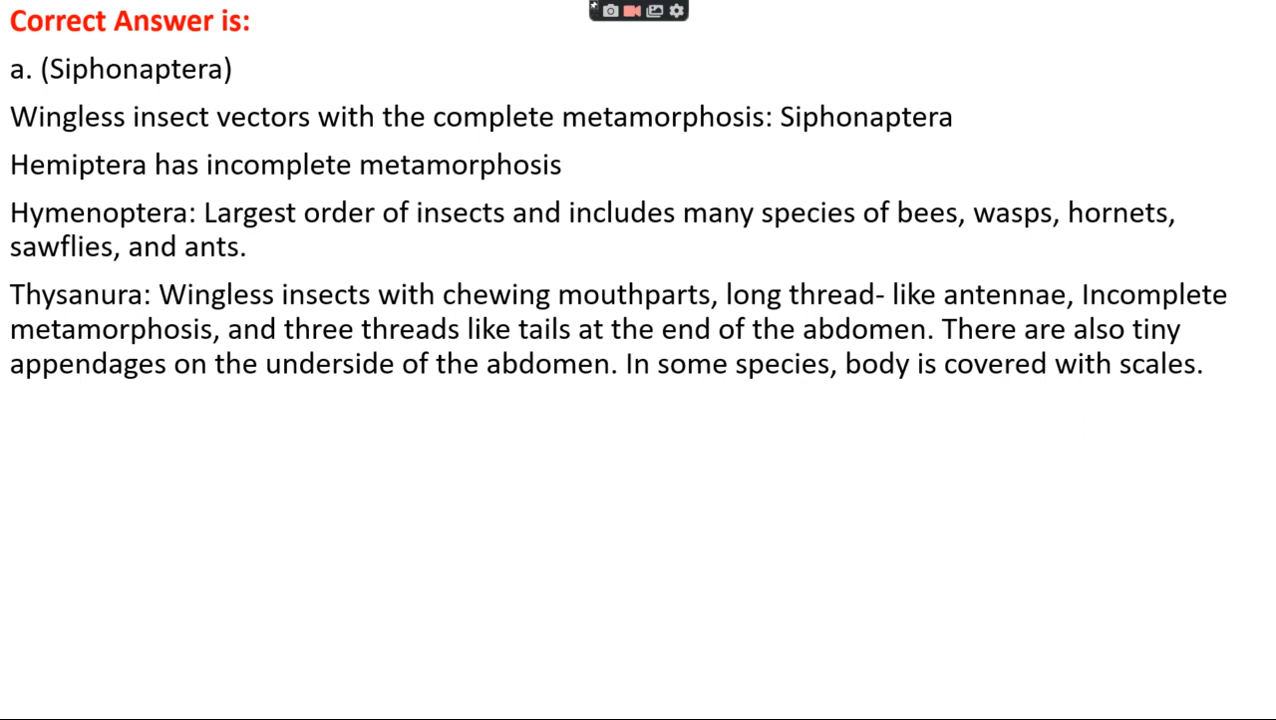 Correct Answer is:
a. (Siphonaptera)
Wingless insect vectors with the complete metamorphosis: Siphonaptera
Hemiptera has incomplete metamorphosis
Hymenoptera: Largest order of insects and includes many species of bees, wasps, hornets,
sawflies, and ants.
Thysanura: Wingless insects with chewing mouthparts, long thread- like antennae, Incomplete
metamorphosis, and three threads like tails at the end of the abdomen. There are also tiny
appendages on the underside of the abdomen. In some species, body is covered with scales.